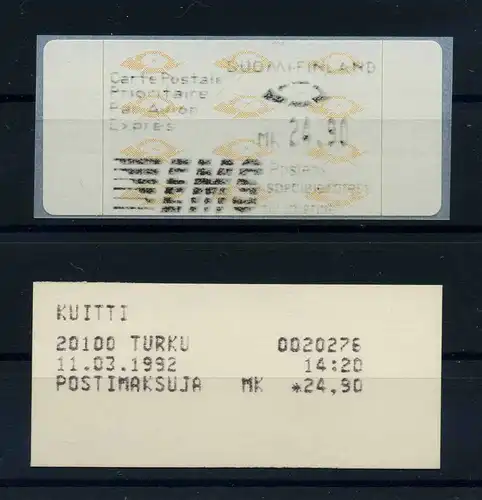 SUOMI-FINLAND
Carte Postale
Prioritaire
Par Avion
Exprès
MK 24,90
EMS
KUITTI
20100 TURKU 0020276
11.03.1992 14:20
POSTIMAKSUJA MK *24,90